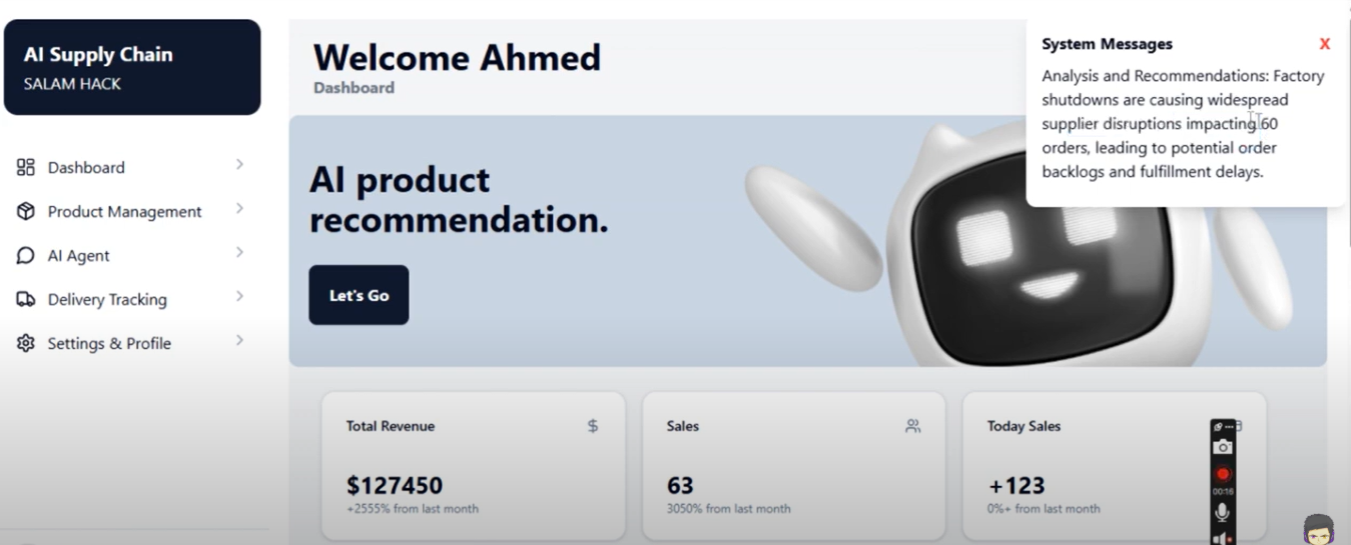 AI Supply Chain
SALAM HACK
Dashboard
Product Management
AI Agent
Delivery Tracking
Settings & Profile
Welcome Ahmed
Dashboard
AI product
recommendation.
Let's Go
System Messages
X
Analysis and Recommendations: Factory
shutdowns are causing widespread
supplier disruptions impacting 60
orders, leading to potential order
backlogs and fulfillment delays.
Total Revenue
$
$127450
+2555% from last month
Sales
63
3050% from last month
Today Sales
+123
0%+ from last month
00:16